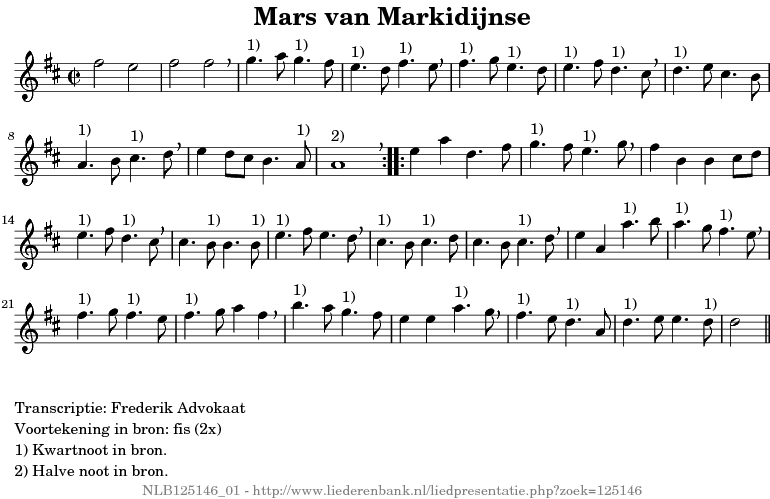 Mars van Markidijnse
1) 1) 1) 1) 1) 1) 1) 1) 1)
8 1) 1) 1) 2) 1) 1)
14 1) 1) 1) 1) 1) 1) 1) 1) 1) 1) 1)
21 1) 1) 1) 1) 1) 1) 1) 1) 1) 1)
Transcriptie: Frederik Advokaat
Voortekening in bron: fis (2x)
1) Kwartnoot in bron.
2) Halve noot in bron.
NLB125146_01 - http://www.liederenbank.nl/liedpresentatie.php?zoek=125146